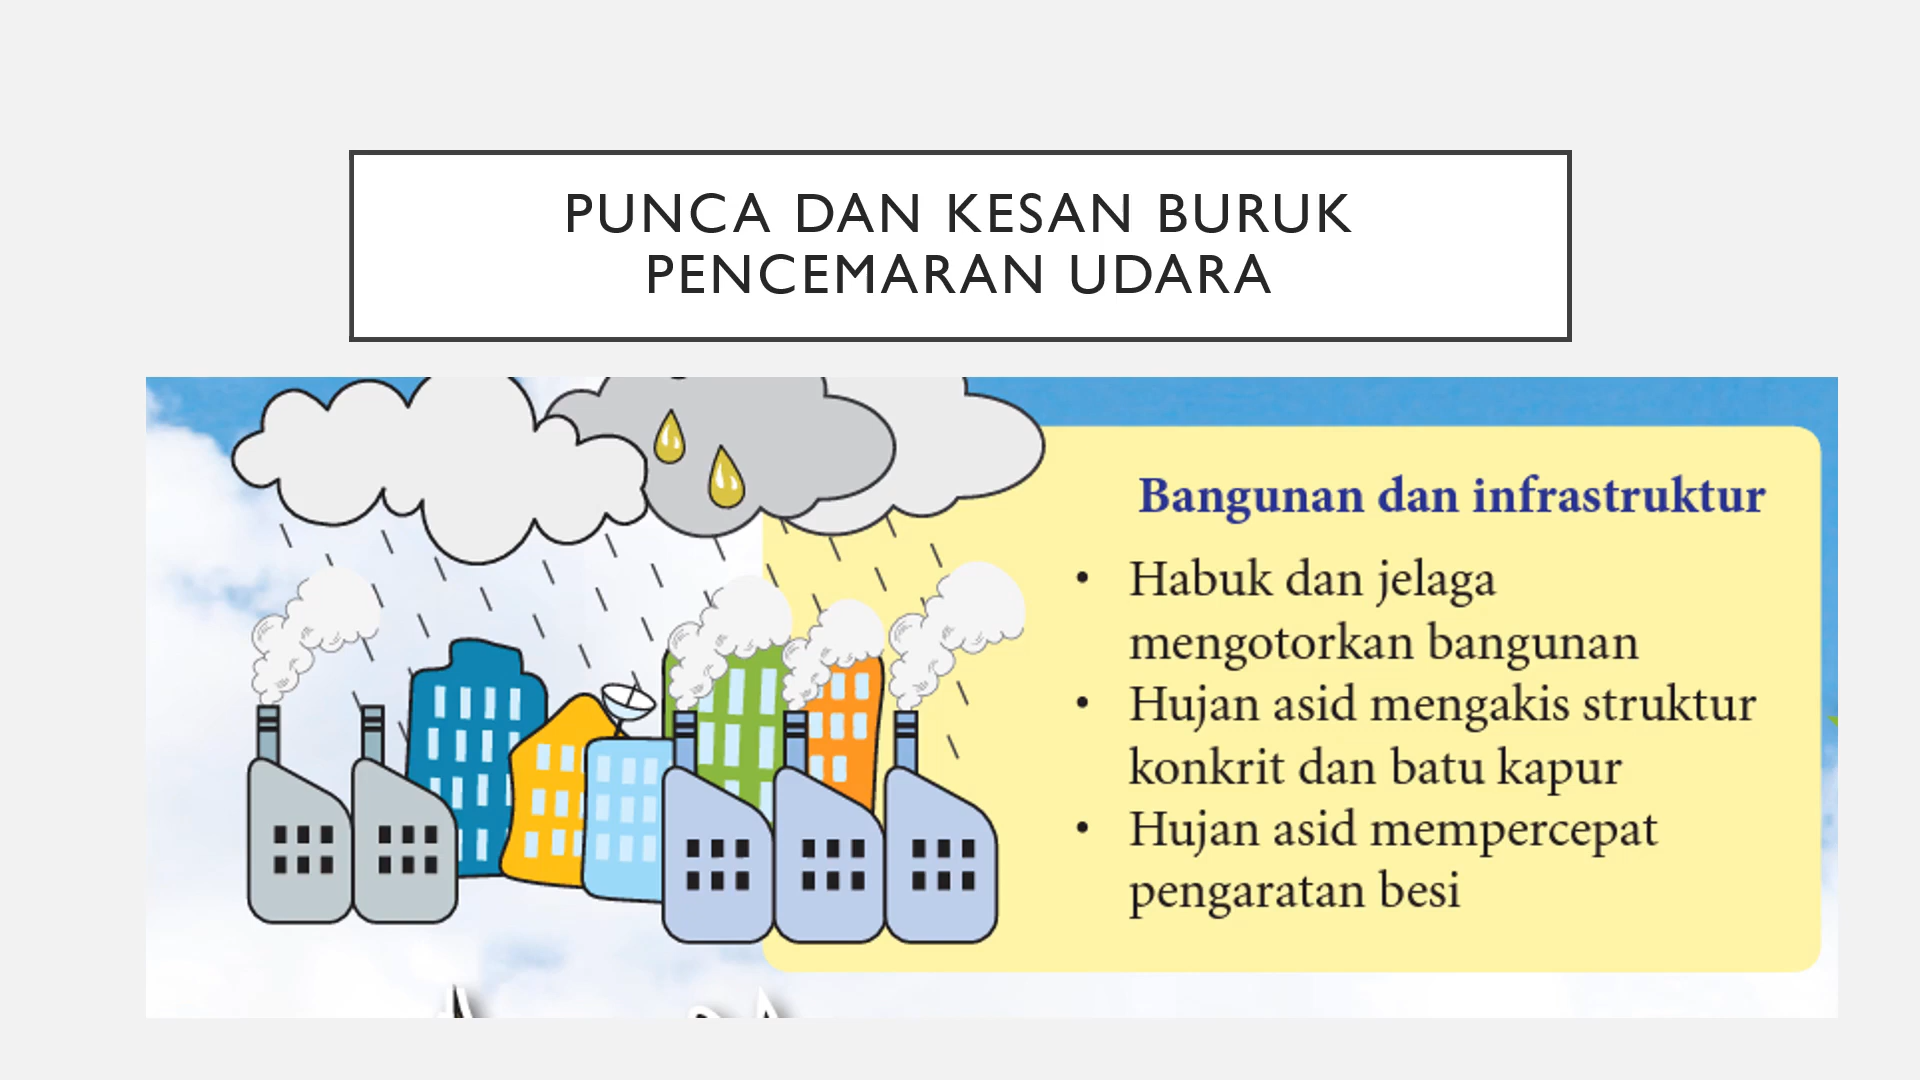 PUNCA DAN KESAN BURUK
PENCEMARAN UDARA
Bangunan dan infrastruktur
• Habuk dan jelaga
mengotorkan bangunan
• Hujan asid mengakis struktur
konkrit dan batu kapur
• Hujan asid mempercepat
pengaratan besi